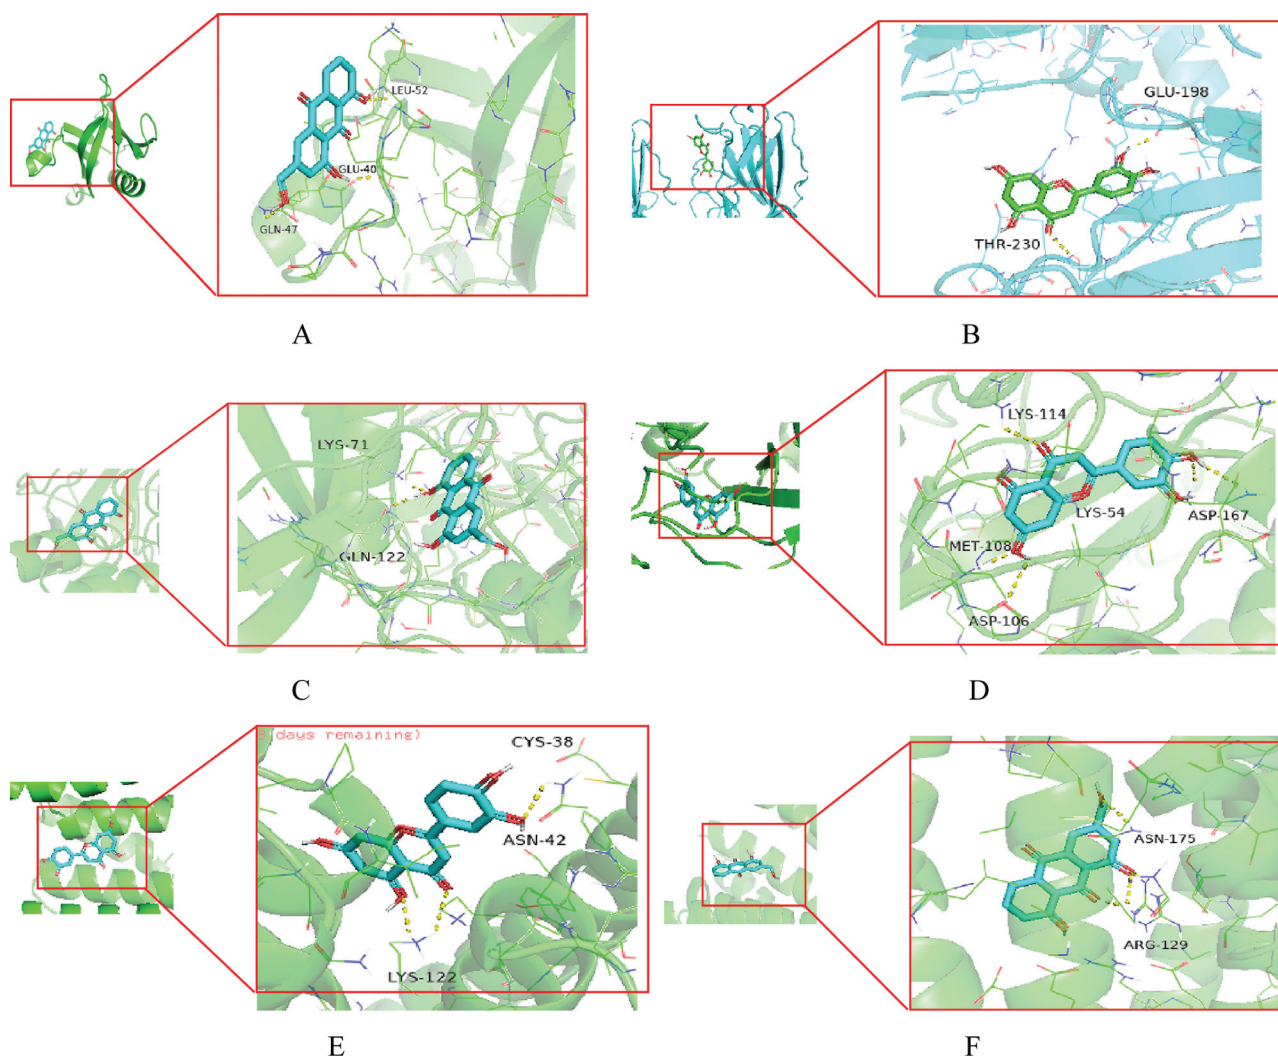 LEU-52
GLU-40
GLN-47
A
GLU-198
THR-230
B
LYS-71
GLN-122
C
LYS-114
LYS-54
ASP-167
MET-108
ASP-106
D
days remaining)
CYS-38
ASN-42
LYS-122
E
ASN-175
ARG-129
F